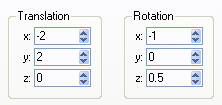 Translation
x: -2
y: 2
z: 0
Rotation
x: -1
y: 0
z: 0.5